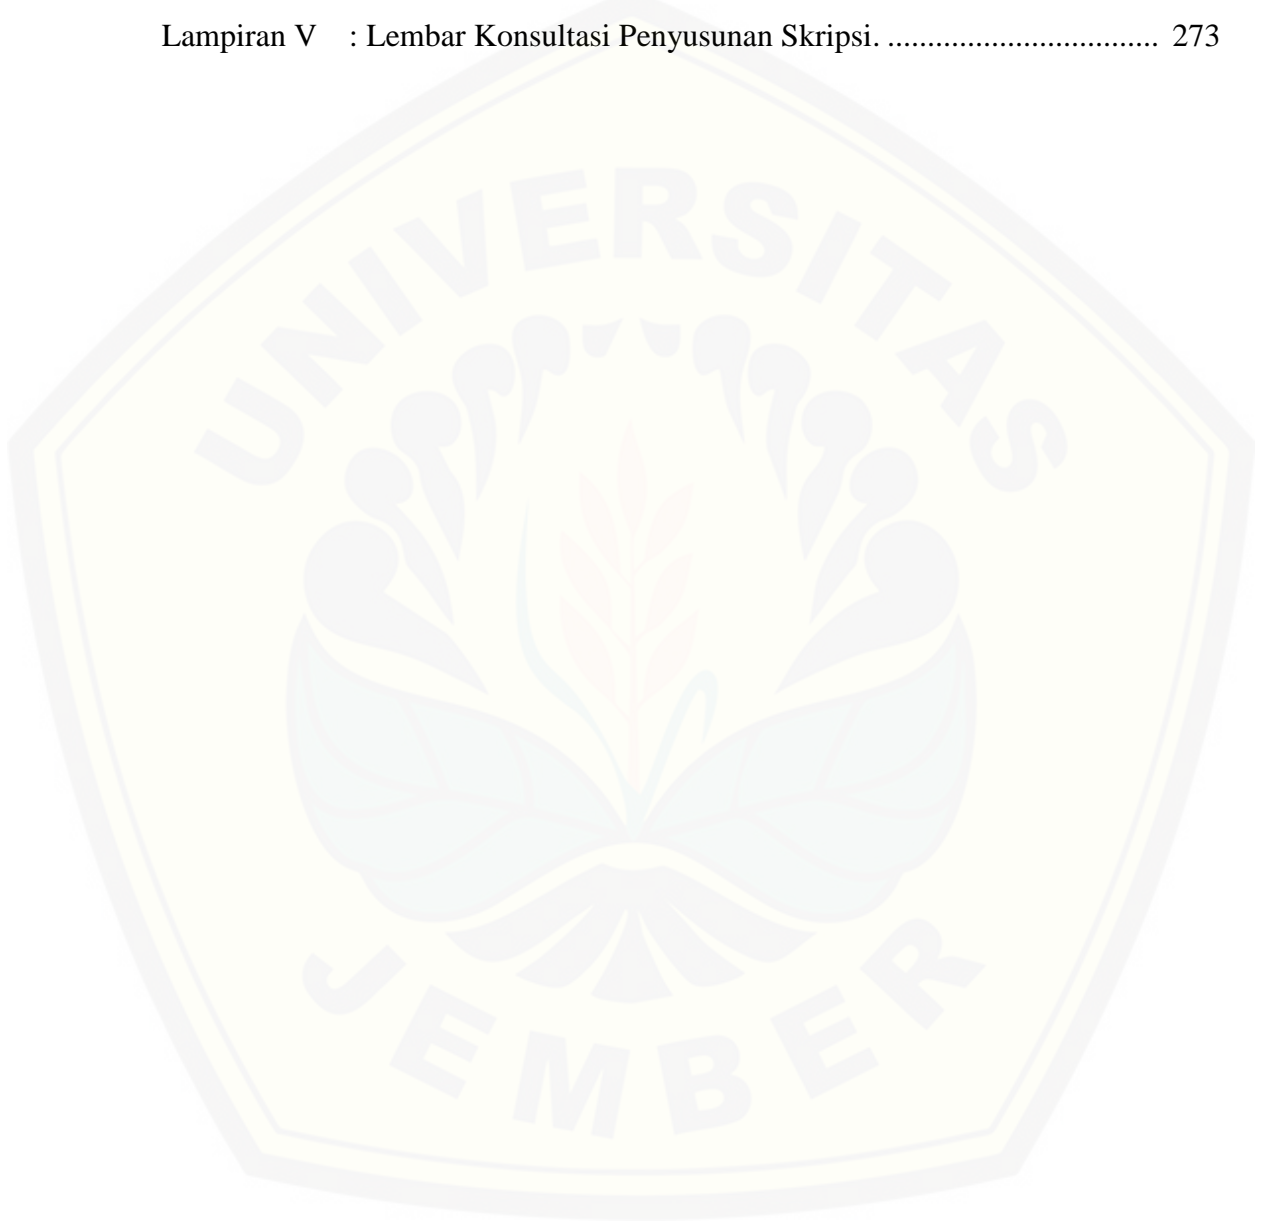 Lampiran V : Lembar Konsultasi Penyusunan Skripsi. .................................. 273
UNIVERSITAS
JEMBER